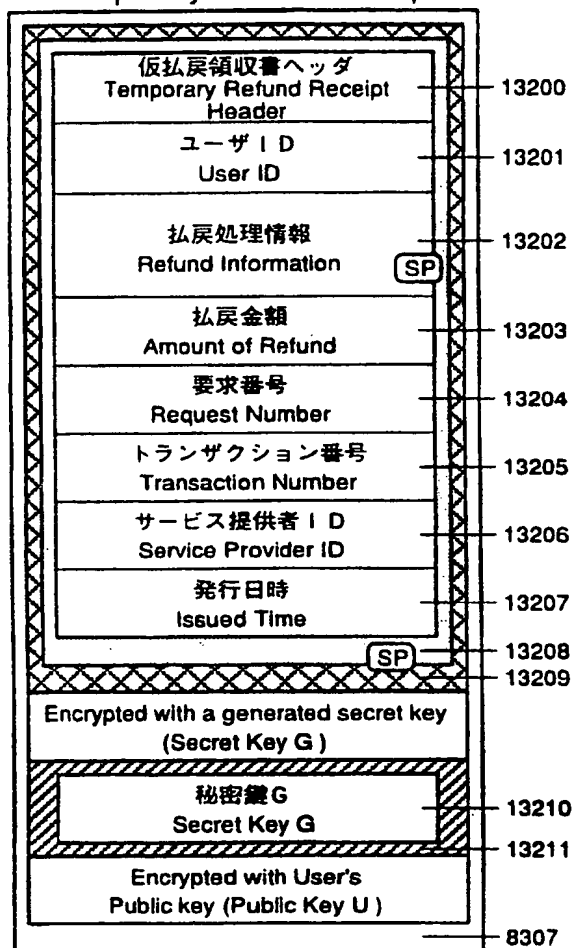 仮払戻領収書ヘッダ
Temporary Refund Receipt
Header
13200
ユーザID
User ID
13201
払戻処理情報
Refund Information
SP
13202
払戻金額
Amount of Refund
13203
要求番号
Request Number
13204
トランザクション番号
Transaction Number
13205
サービス提供者ID
Service Provider ID
13206
発行日時
Issued Time
13207
SP
13208
13209
Encrypted with a generated secret key
(Secret Key G )
秘密鍵G
Secret Key G
13210
13211
Encrypted with User's
Public key (Public Key U )
8307